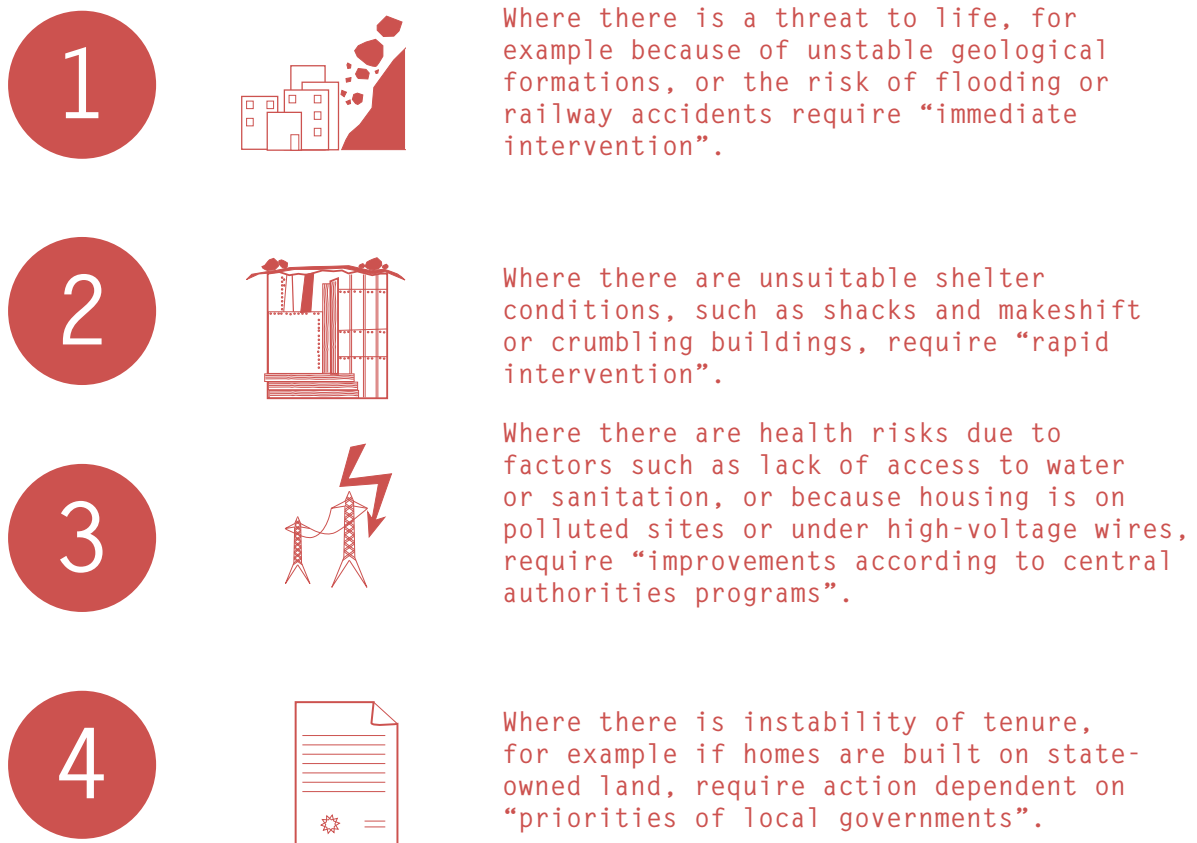 1
Where there is a threat to life, for
example because of unstable geological
formations, or the risk of flooding or
railway accidents require “immediate
intervention”.
2
Where there are unsuitable shelter
conditions, such as shacks and makeshift
or crumbling buildings, require “rapid
intervention”.
3
Where there are health risks due to
factors such as lack of access to water
or sanitation, or because housing is on
polluted sites or under high-voltage wires,
require “improvements according to central
authorities programs”.
4
Where there is instability of tenure,
for example if homes are built on state-
owned land, require action dependent on
“priorities of local governments”.